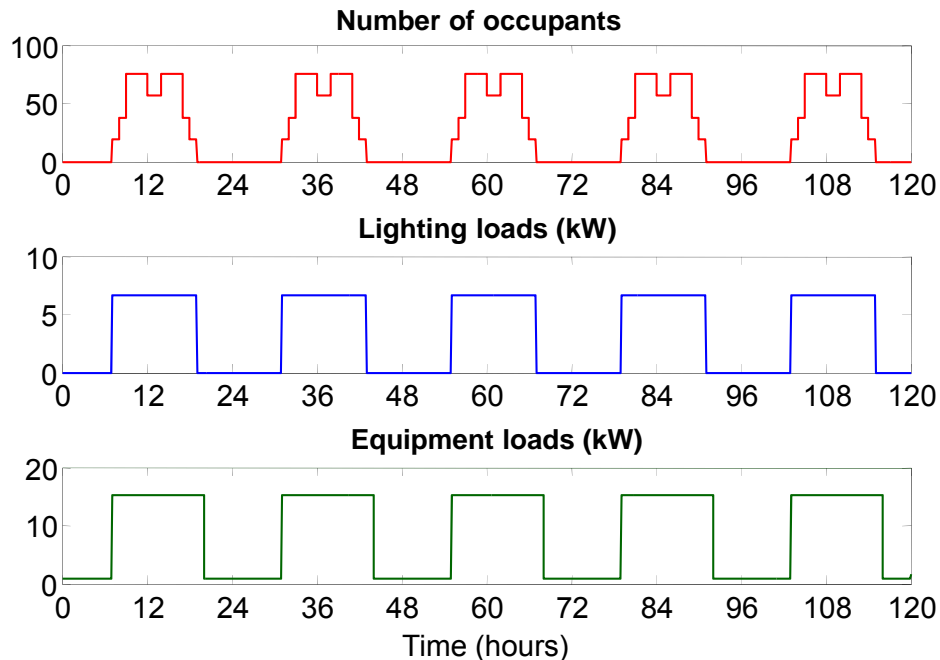 Number of occupants
100
50
0
0 12 24 36 48 60 72 84 96 108 120
Lighting loads (kW)
10
5
0
0 12 24 36 48 60 72 84 96 108 120
Equipment loads (kW)
20
10
0
0 12 24 36 48 60 72 84 96 108 120
Time (hours)